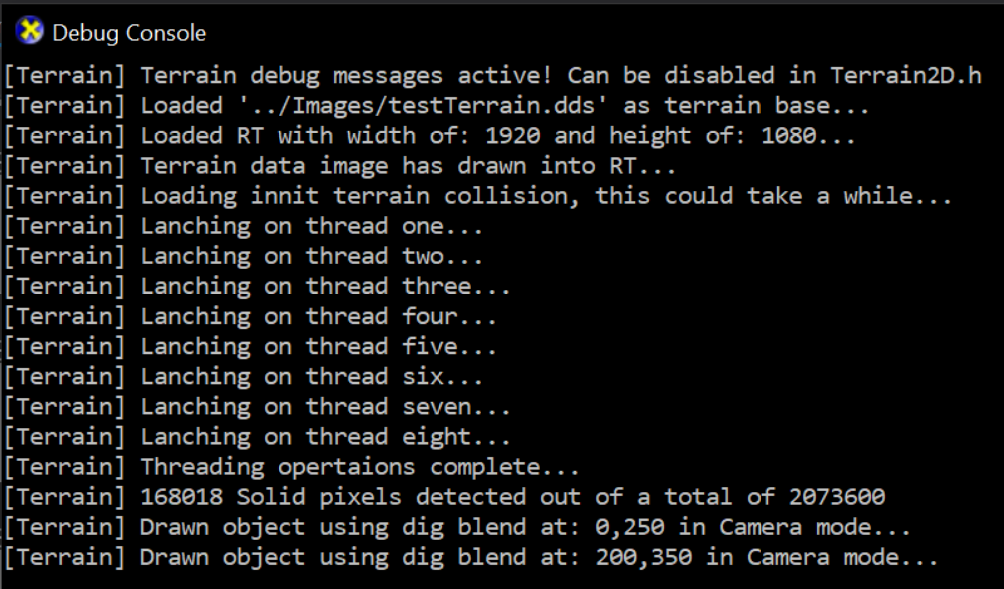 Debug Console
[Terrain] Terrain debug messages active! Can be disabled in Terrain2D.h
[Terrain] Loaded '../Images/testTerrain.dds' as terrain base...
[Terrain] Loaded RT with width of: 1920 and height of: 1080...
[Terrain] Terrain data image has drawn into RT...
[Terrain] Loading innit terrain collision, this could take a while...
[Terrain] Lanching on thread one...
[Terrain] Lanching on thread two...
[Terrain] Lanching on thread three...
[Terrain] Lanching on thread four...
[Terrain] Lanching on thread five...
[Terrain] Lanching on thread six...
[Terrain] Lanching on thread seven...
[Terrain] Lanching on thread eight...
[Terrain] Threading opertaions complete...
[Terrain] 168018 Solid pixels detected out of a total of 2073600
[Terrain] Drawn object using dig blend at: 0,250 in Camera mode...
[Terrain] Drawn object using dig blend at: 200,350 in Camera mode...